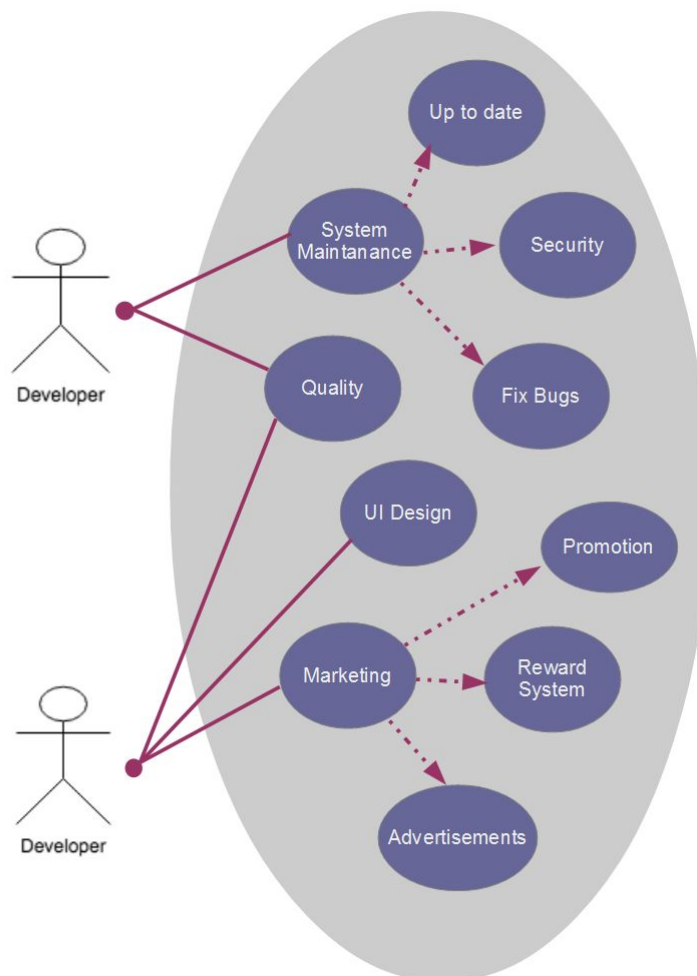 Up to date
System
Maintanance
Security
Developer
Quality
Fix Bugs
UI Design
Promotion
Marketing
Reward
System
Advertisements
Developer